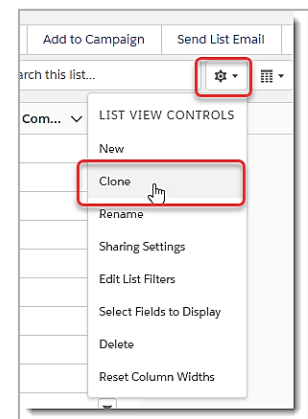 Add to Campaign Send List Email
arch this list...
Com... LIST VIEW CONTROLS
New
Clone
Rename
Sharing Settings
Edit List Filters
Select Fields to Display
Delete
Reset Column Widths